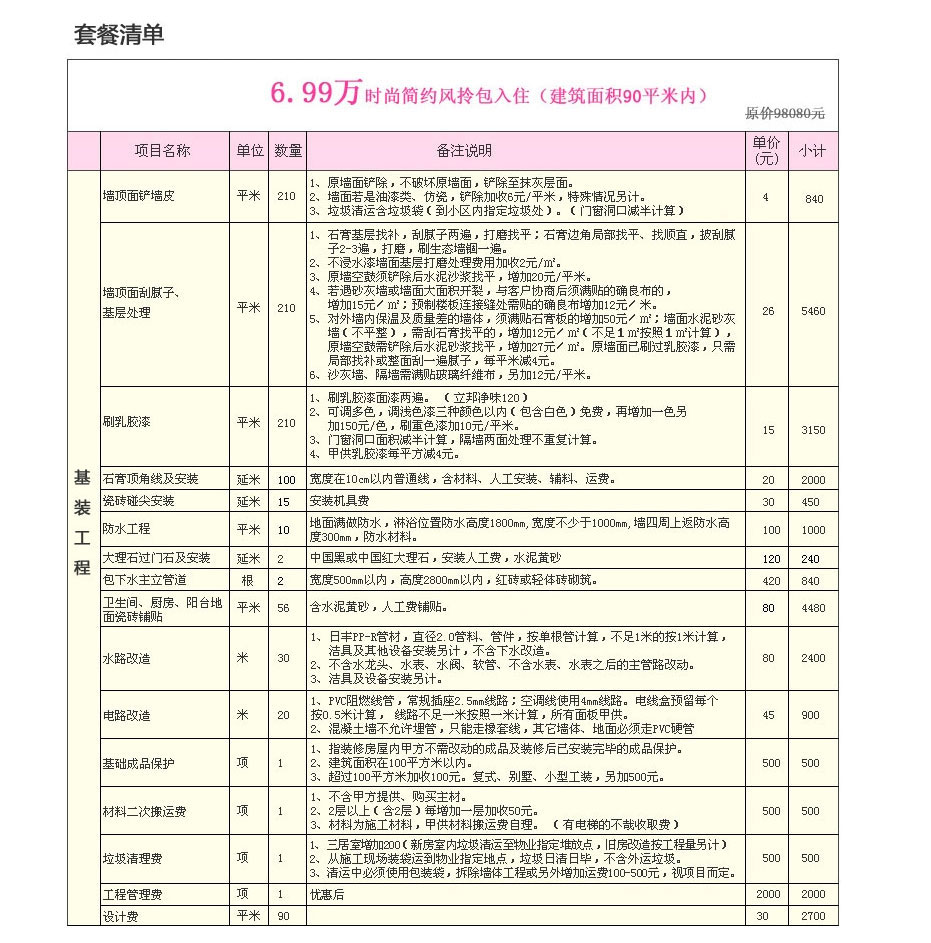 套餐清单
6.99万时尚简约风拎包入住（建筑面积90平米内）
原价98080元
项目名称 单位 数量 备注说明 单价(元) 小计
基装工程
墙顶面铲墙皮 平米 210
1、原墙面铲除，不破坏原墙面，铲除至抹灰层面。
2、墙面若是油漆类、仿瓷，铲除加收6元/平米，特殊情况另计。
3、垃圾清运含垃圾袋（到小区内指定垃圾处）。（门窗洞口减半计算）
4 840
墙顶面刮腻子、
基层处理
平米 210
1、石膏基层找补，刮腻子两遍，打磨找平；石膏边角局部找平、找顺直，披刮腻
子2-3遍，打磨，刷生态墙锢一遍。
2、不浸水漆墙面基层打磨处理费用加收2元/㎡。
3、原墙空鼓须铲除后水泥沙浆找平，增加20元/平米。
4、若遇砂灰墙或墙面大面积开裂，与客户协商后须满贴的确良布的，
增加15元/㎡；预制楼板连接缝处需贴的确良布增加12元/米。
5、对外墙内保温及质量差的墙体，须满贴石膏板的增加50元/㎡；墙面水泥砂灰
墙（不平整），需刮石膏找平的，增加12元/㎡（不足1㎡按照1㎡计算），
原墙空鼓需铲除后水泥砂浆找平，增加27元/㎡。原墙面已刷过乳胶漆，只需
局部找补或整面刮一遍腻子，每平米减4元。
6、沙灰墙、隔墙需满贴玻璃纤维布，另加12元/平米。
26 5460
刷乳胶漆 平米 210
1、刷乳胶漆面漆两遍。（立邦净味120）
2、可调多色，调浅色漆三种颜色以内（包含白色）免费，再增加一色另
加150元/色，刷重色漆加10元/平米。
3、门窗洞口面积减半计算，隔墙两面处理不重复计算。
4、甲供乳胶漆每平方减4元。
15 3150
石膏顶角线及安装 延米 100 宽度在10cm以内普通线，含材料、人工安装、辅料、运费。 20 2000
瓷砖碰尖安装 延米 15 安装机具费 30 450
防水工程 平米 10
地面满做防水，淋浴位置防水高度1800mm,宽度不少于1000mm,墙四周上返防水高
度300mm，防水材料。
100 1000
大理石过门石及安装 延米 2 中国黑或中国红大理石，安装人工费，水泥黄砂 120 240
包下水主立管道 根 2 宽度500mm以内，高度2800mm以内，红砖或轻体砖砌筑。 420 840
卫生间、厨房、阳台地
面瓷砖铺贴
平米 56 含水泥黄砂，人工费铺贴。 80 4480
水路改造 米 30
1、日丰PP-R管材，直径2.0管料、管件，按单根管计算，不足1米的按1米计算，
洁具及其他设备安装另计，不含下水改造。
2、不含水龙头、水表、水阀、软管、不含水表、水表之后的主管路改动。
3、洁具及设备安装另计。
80 2400
电路改造 米 20
1、PVC阻燃线管，常规插座2.5mm线路；空调线使用4mm线路。电线盒预留每个
按0.5米计算， 线路不足一米按照一米计算，所有面板甲供。
2、混凝土墙不允许埋管，只能走橡套线，其它墙体、地面必须走PVC硬管
45 900
基础成品保护 项 1
1、指装修房屋内甲方不需改动的成品及装修后已安装完毕的成品保护。
2、建筑面积在100平方米以内。
3、超过100平方米加收100元。复式、别墅、小型工装，另加500元。
500 500
材料二次搬运费 项 1
1、不含甲方提供、购买主材。
2、2层以上（含2层）每增加一层加收50元。
3、材料为施工材料，甲供材料搬运费自理。（有电梯的不哉收取费）
500 500
垃圾清理费 项 1
1、三居室增加200（新房室内垃圾清运至物业指定堆放点，旧房改造按工程量另计）
2、从施工现场装袋运到物业指定地点，垃圾日清日毕，不含外运垃圾。
3、清运中必须使用包装袋，拆除墙体工程或另外增加运费100-500元，视项目而定。
500 500
工程管理费 项 1 优惠后 2000 2000
设计费 平米 90 30 2700